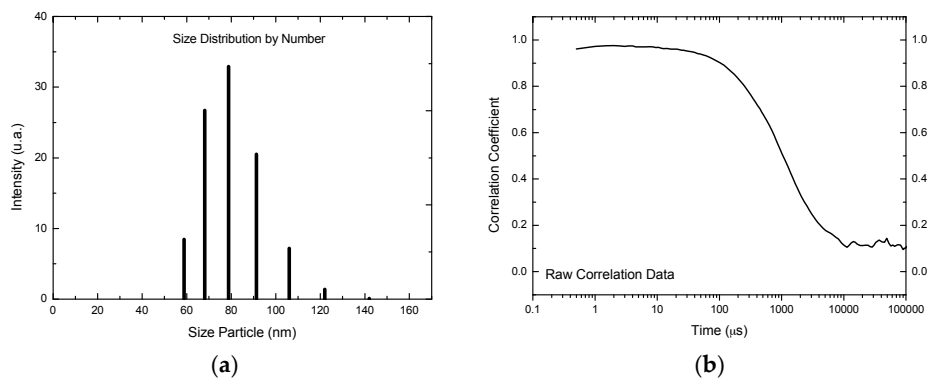 40
30
20
10
0
Intensity (u.a.)
Size Distribution by Number
0 20 40 60 80 100 120 140 160
Size Particle (nm)
(a)
1.0
0.8
0.6
0.4
0.2
0.0
Correlation Coefficient
Raw Correlation Data
1.0
0.8
0.6
0.4
0.2
0.0
0.1 1 10 100 1000 10000 100000
Time (μs)
(b)